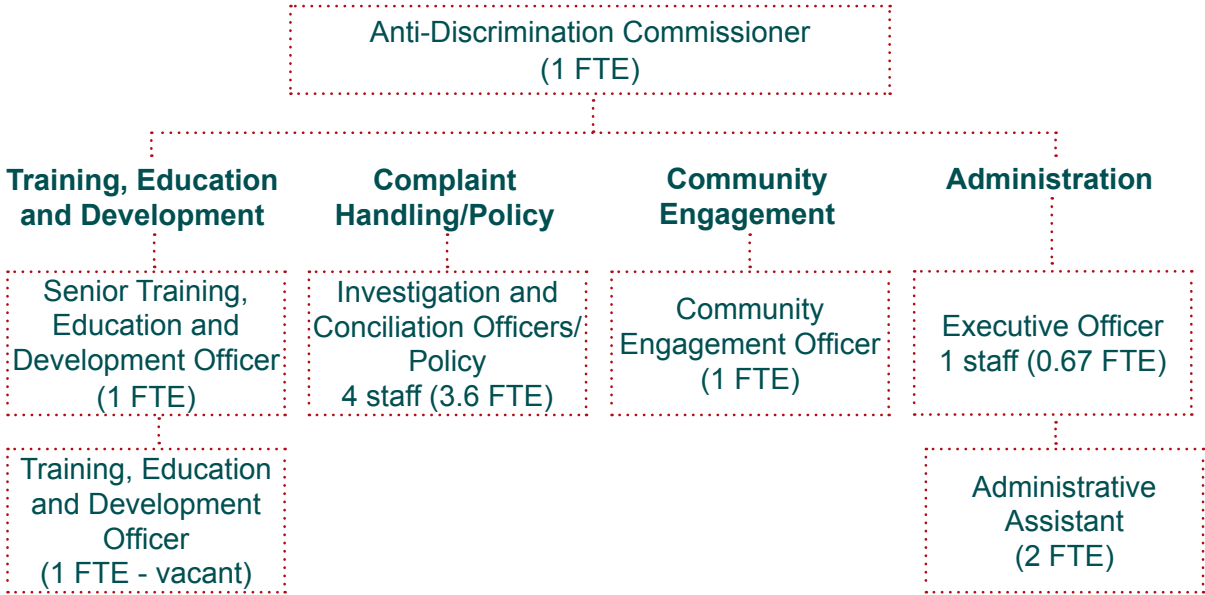 Anti-Discrimination Commissioner
(1 FTE)
Training, Education
and Development
Complaint
Handling/Policy
Community
Engagement
Administration
Senior Training,
Education and
Development Officer
(1 FTE)
Investigation and
Conciliation Officers/
Policy
4 staff (3.6 FTE)
Community
Engagement Officer
(1 FTE)
Executive Officer
1 staff (0.67 FTE)
Training, Education
and Development
Officer
(1 FTE - vacant)
Administrative
Assistant
(2 FTE)